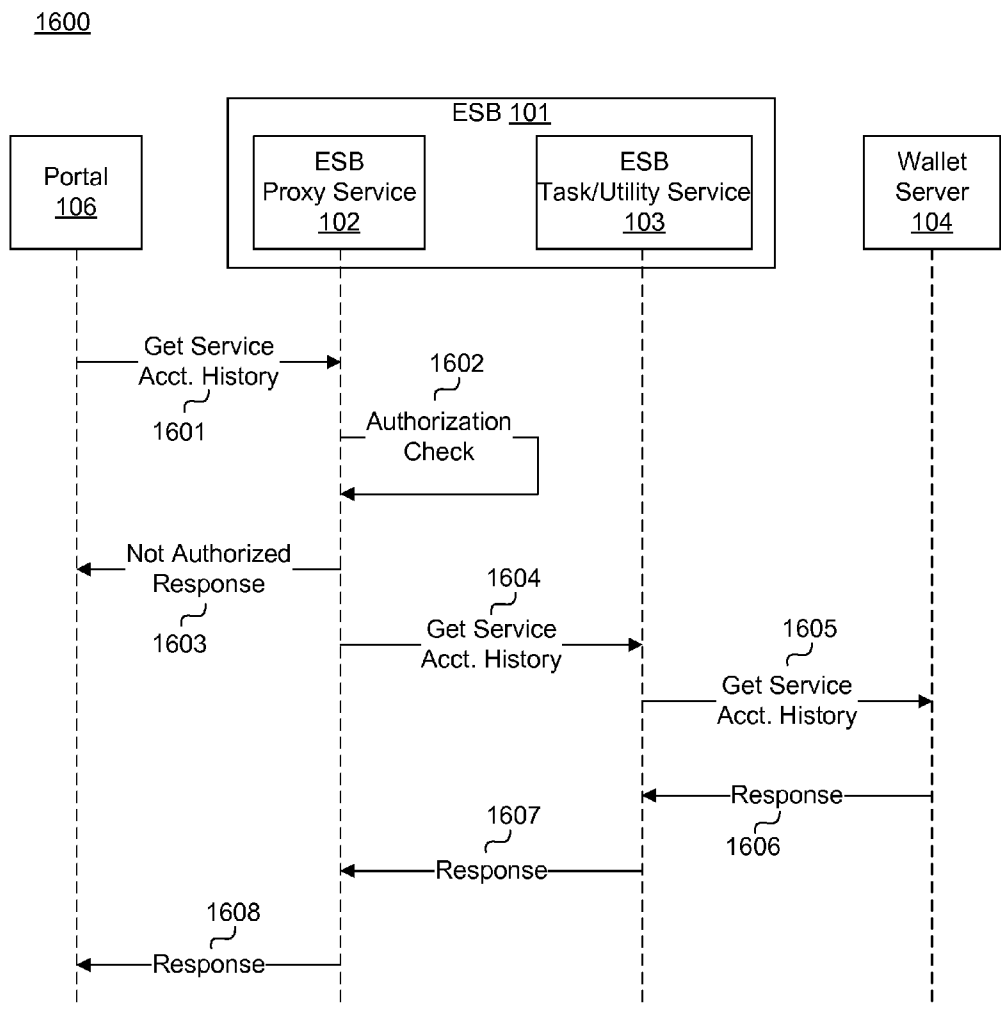 1600
ESB 101
Portal
106
ESB
Proxy Service
102
ESB
Task/Utility Service
103
Wallet
Server
104
Get Service
Acct. History
1601
1602
Authorization
Check
Not Authorized
Response
1603
1604
Get Service
Acct. History
1605
Get Service
Acct. History
Response
1606
1607
Response
1608
Response